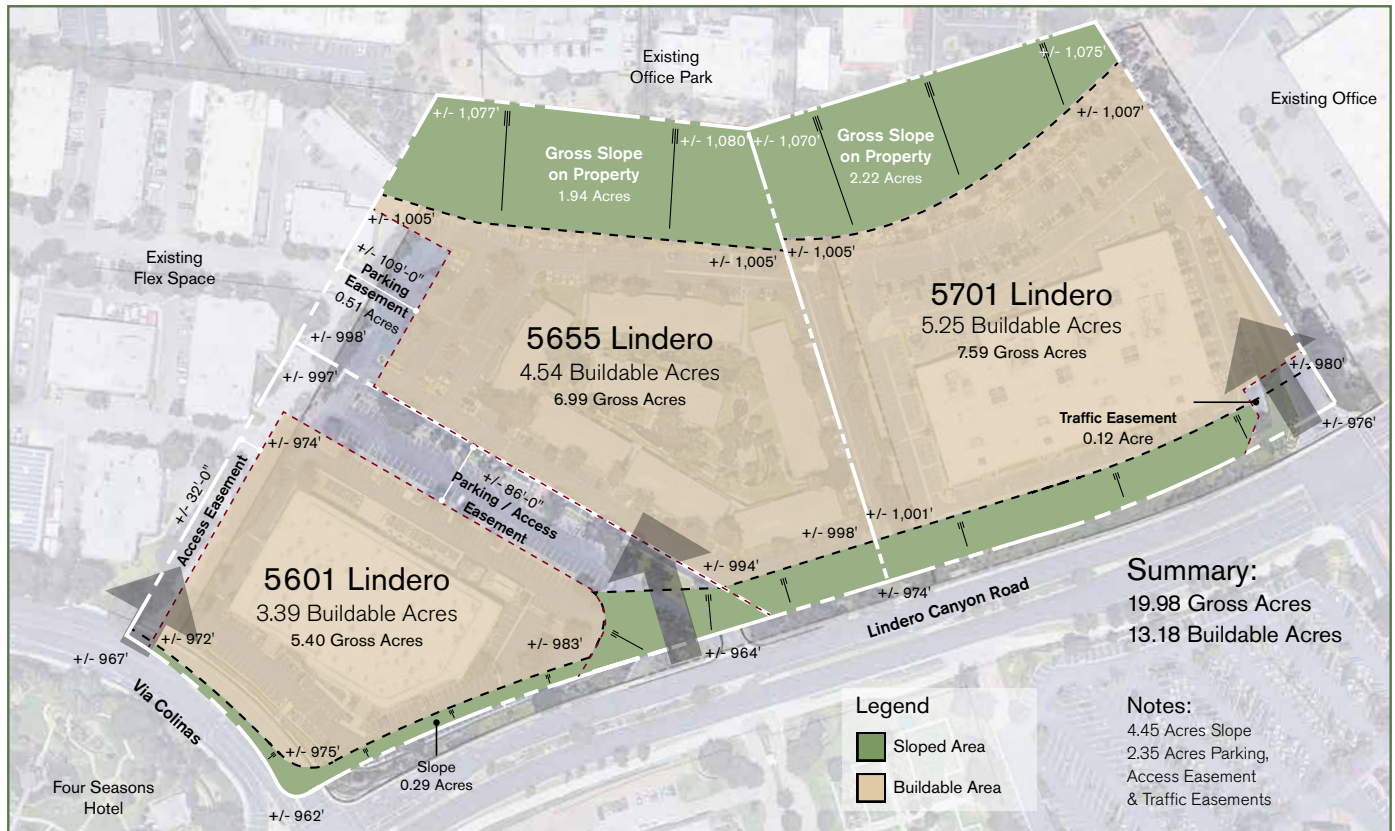 Existing
Office Park
+/- 1,075'
Existing Office
+/- 1,077'
+/- 1,007'
+/- 1,080'
+/- 1,070'
Gross Slope
on Property
1.94 Acres
Gross Slope
on Property
2.22 Acres
+/- 1,005'
+/- 1,005'
+/- 1,005'
Existing
Flex Space
+/- 109'-0"
Parking
Easement
0.51 Acres
+/- 998'
+/- 997'
5655 Lindero
4.54 Buildable Acres
6.99 Gross Acres
5701 Lindero
5.25 Buildable Acres
7.59 Gross Acres
+/- 980'
Traffic Easement
0.12 Acre
+/- 976'
+/- 974'
+/- 32'-0"
Access Easement
+/- 86'-0"
Parking / Access
Easement
+/- 1,001'
+/- 998'
+/- 994'
+/- 974'
Lindero Canyon Road
5601 Lindero
3.39 Buildable Acres
5.40 Gross Acres
+/- 983'
+/- 964'
+/- 972'
+/- 967'
Via Colinas
+/- 975'
Slope
0.29 Acres
Four Seasons
Hotel
+/- 962'
Summary:
19.98 Gross Acres
13.18 Buildable Acres
Legend
Sloped Area
Buildable Area
Notes:
4.45 Acres Slope
2.35 Acres Parking,
Access Easement
& Traffic Easements